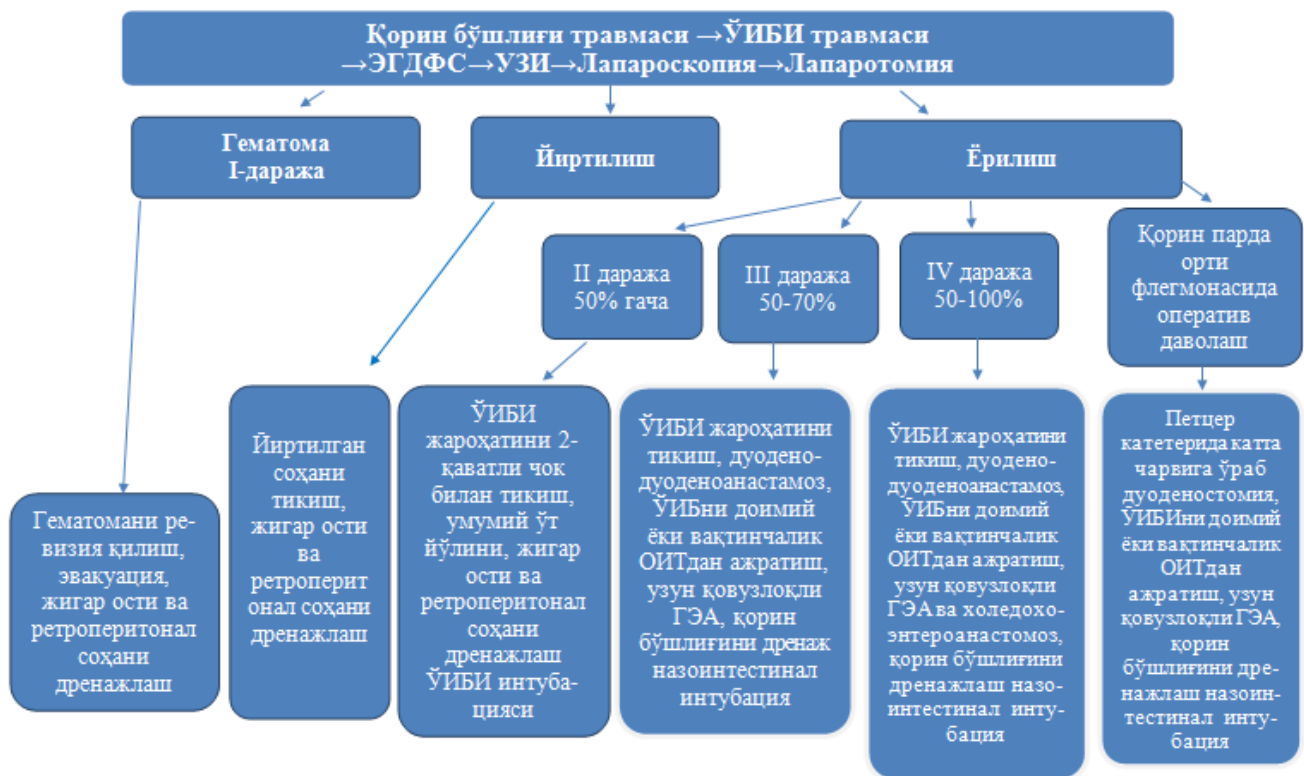 Қорин бўшлиғи травмаси →ЎИБИ травмаси
→ЭГДФС→УЗИ→Лапароскопия→Лапаротомия
Гематома
I-даража
Йиртилиш
Ёрилиш
II даража
50% гача
III даража
50-70%
IV даража
50-100%
Қорин парда
орти
флегмонасида
оператив
даволаш
Гематомани ре-
визия қилиш,
эвакуация,
жигар ости ва
ретроперитонал
соҳани
дренажлаш
Йиртилган
соҳани
тикиш,
жигар ости
ва
ретроперит
онал соҳани
дренажлаш
ЎИБИ
жароҳатини 2-
қаватли чок
билан тикиш,
умумий ўт
йўлини, жигар
ости ва
ретроперитонал
соҳани
дренажлаш
ЎИБИ интуба-
цияси
ЎИБИ жароҳатини
тикиш, дуодено-
дуоденоанастамоз,
ЎИБни доимий
ёки вақтинчалик
ОИТдан ажратиш,
узун қовузлоқли
ГЭА, қорин
бўшлиғини дренаж
назоинтестинал
интубация
ЎИБИ жароҳатини
тикиш, дуодено-
дуоденоанастамоз,
ЎИБни доимий
ёки вақтинчалик
ОИТдан ажратиш,
узун қовузлоқли
ГЭА ва холедохо-
энтероанастомоз,
қорин бўшлиғини
дренажлаш назо-
интестинал инту-
бация
Петцер
катетерида катта
чарвига ўраб
дуоденостомия,
ЎИБИни доимий
ёки вақтинчалик
ОИТдан
ажратиш, узун
қовузлоқли ГЭА,
қорин
бўшлиғини дре-
нажлаш назоин-
тестинал инту-
бация